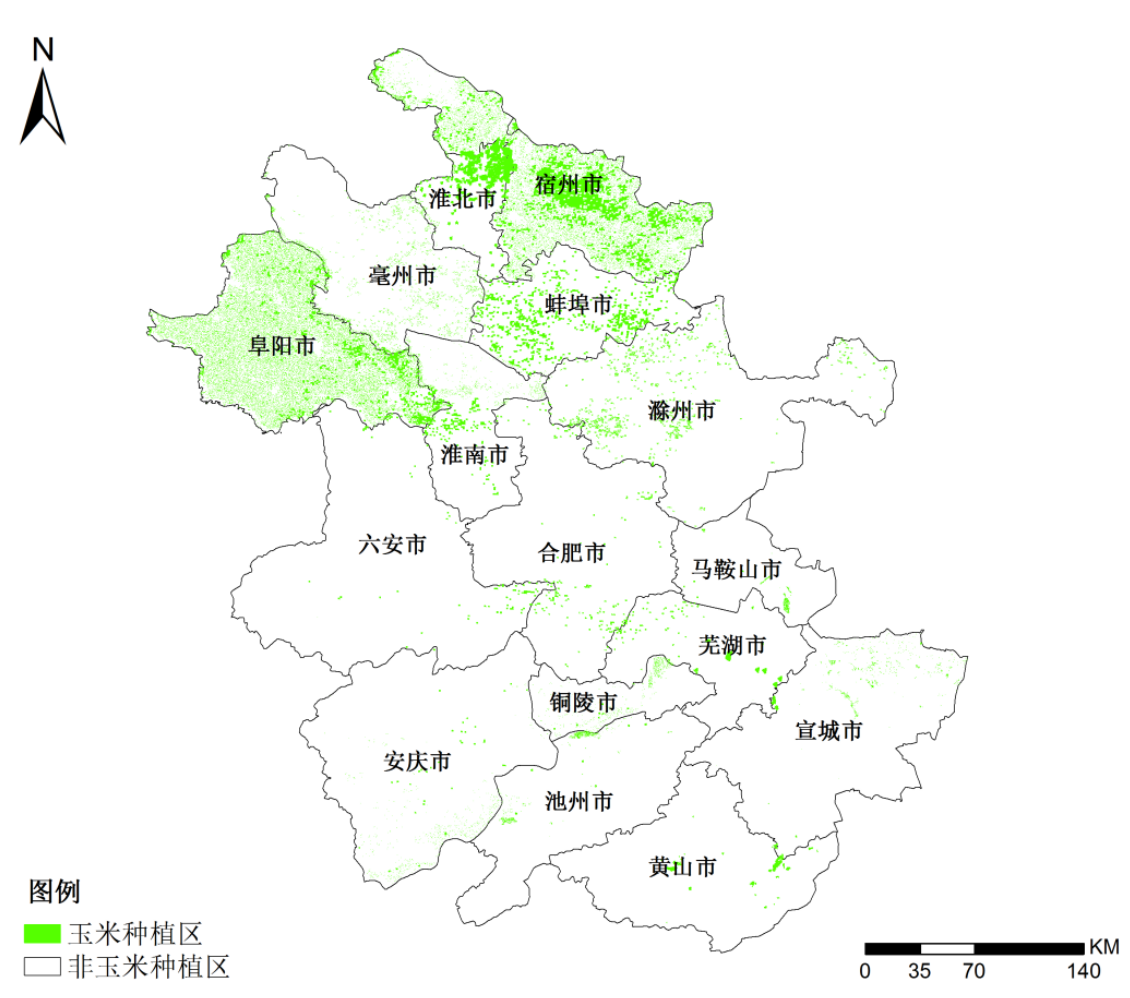 N
宿州市
淮北市
亳州市
蚌埠市
阜阳市
滁州市
淮南市
六安市
合肥市
马鞍山市
芜湖市
铜陵市
宣城市
安庆市
池州市
黄山市
图例
玉米种植区
非玉米种植区
KM
0 35 70 140